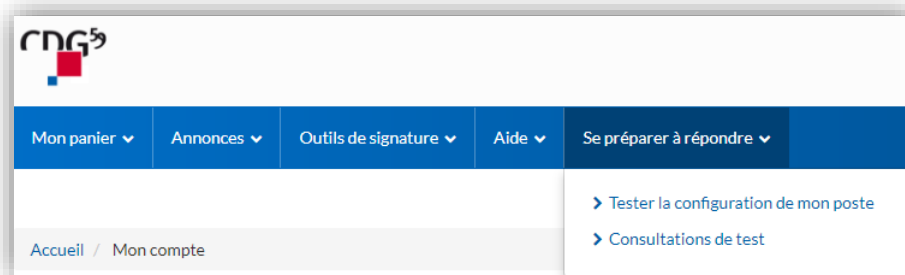 CDG59
Mon panier Annonces Outils de signature Aide Se préparer à répondre
Tester la configuration de mon poste
Consultations de test
Accueil / Mon compte